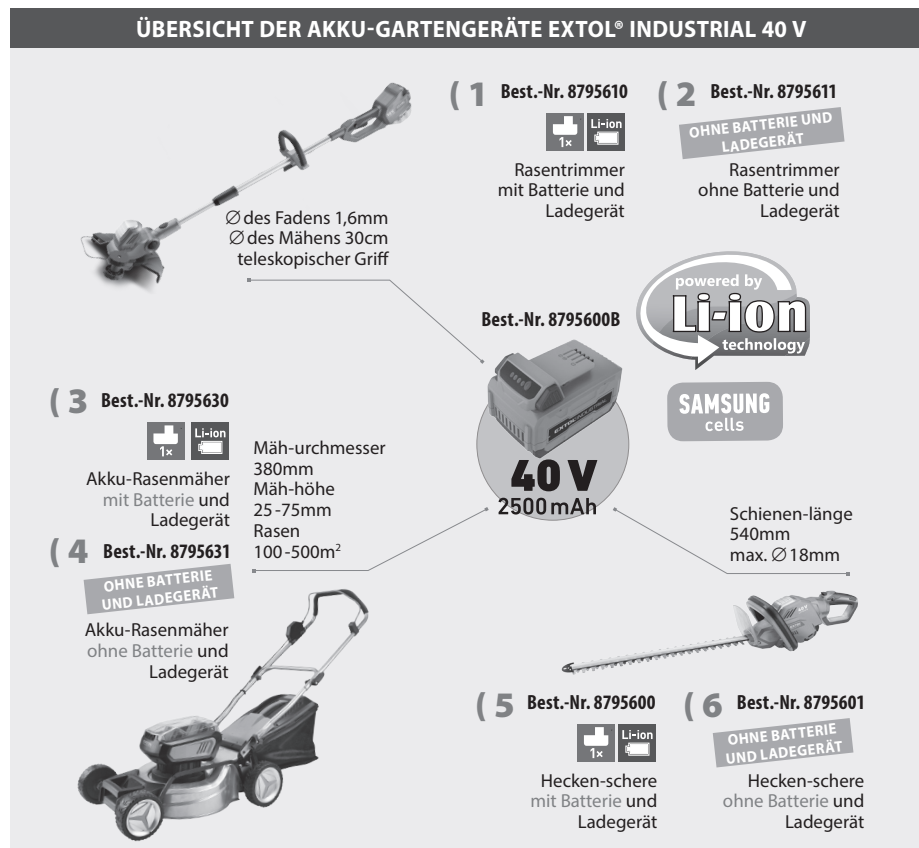 ÜBERSICHT DER AKKU-GARTENGERÄTE EXTOL® INDUSTRIAL 40 V
( 1 Best.-Nr. 8795610
1×
Li-ion
Rasentrimmer
mit Batterie und
Ladegerät
( 2 Best.-Nr. 8795611
OHNE BATTERIE UND
LADEGERÄT
Rasentrimmer
ohne Batterie und
Ladegerät
∅ des Fadens 1,6mm
∅ des Mähens 30cm
teleskopischer Griff
powered by
Li-ion
technology
Best.-Nr. 8795600B
SAMSUNG
cells
EXTOL INDUSTRIAL
40 V
2500 mAh
( 3 Best.-Nr. 8795630
1×
Li-ion
Akku-Rasenmäher
mit Batterie und
Ladegerät
Mäh-urchmesser
380mm
Mäh-höhe
25-75mm
Rasen
100-500m²
( 4 Best.-Nr. 8795631
OHNE BATTERIE
UND LADEGERÄT
Akku-Rasenmäher
ohne Batterie und
Ladegerät
Schienen-länge
540mm
max. ∅ 18mm
( 5 Best.-Nr. 8795600
1×
Li-ion
Hecken-schere
mit Batterie und
Ladegerät
( 6 Best.-Nr. 8795601
OHNE BATTERIE
UND LADEGERÄT
Hecken-schere
ohne Batterie und
Ladegerät